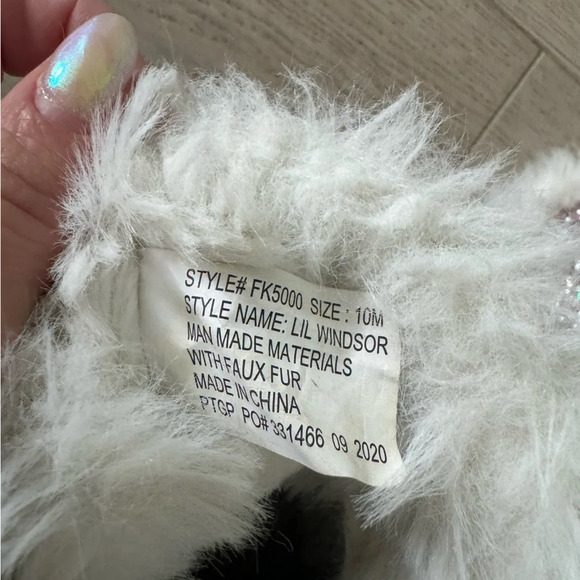 STYLE# FK5000 SIZE : 10M
STYLE NAME: LIL WINDSOR
MAN MADE MATERIALS
WITH FAUX FUR
MADE IN CHINA
PTGP PO# 331466 09 2020